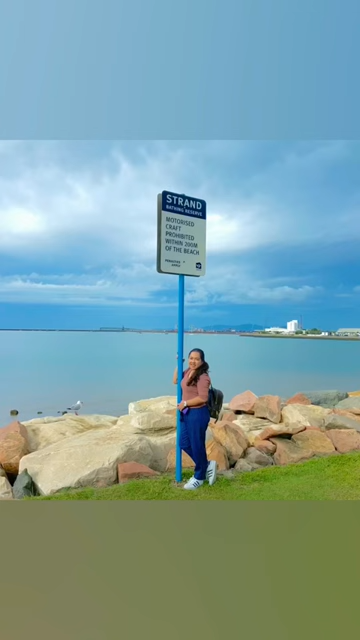 STRAND
BATHING RESERVE
MOTORISED
CRAFT
PROHIBITED
WITHIN 200M
OF THE BEACH